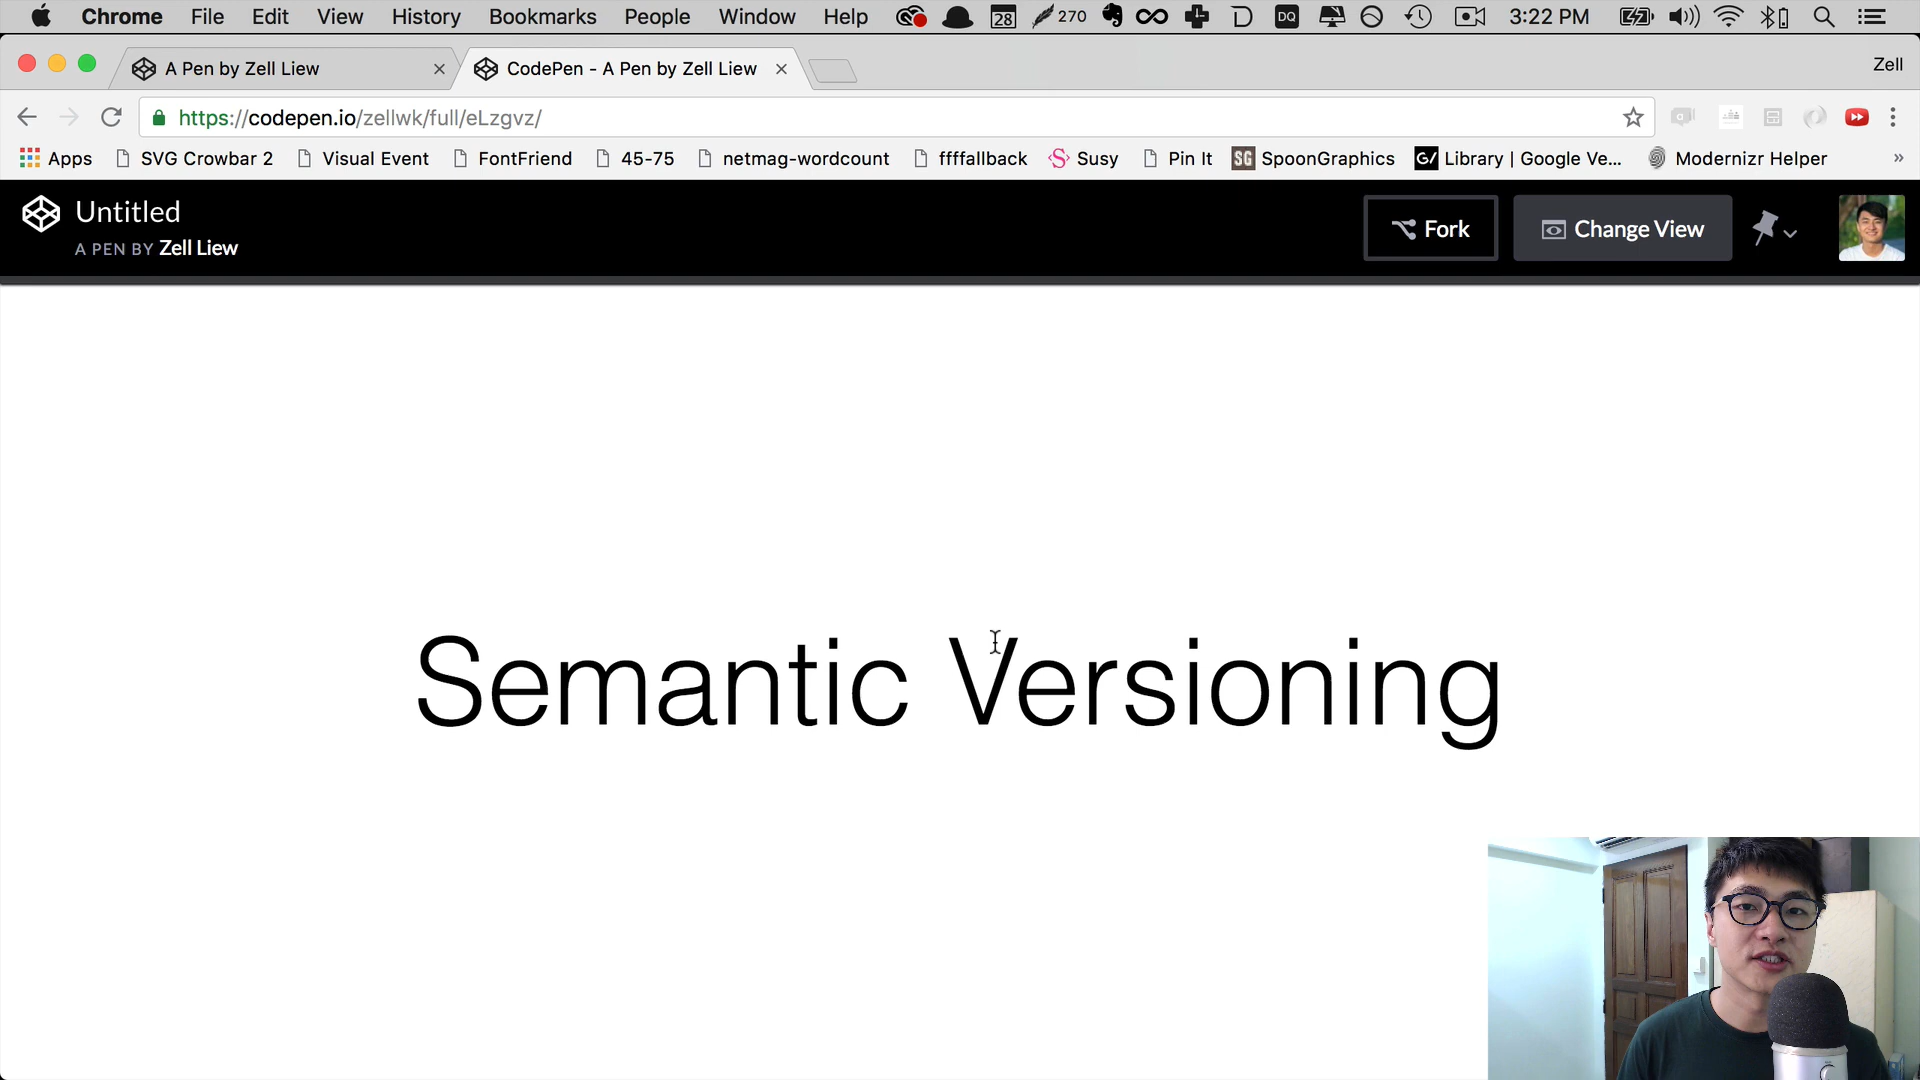 Chrome File Edit View History Bookmarks People Window Help 28 270 D DQ 3:22 PM
A Pen by Zell Liew CodePen - A Pen by Zell Liew Zell
https://codepen.io/zellwk/full/eLzgvz/
Apps SVG Crowbar 2 Visual Event FontFriend 45-75 netmag-wordcount ffffallback S Susy Pin It SG SpoonGraphics G/ Library | Google Ve... Modernizr Helper »
Untitled
A PEN BY Zell Liew
Fork Change View
Semantic Versioning